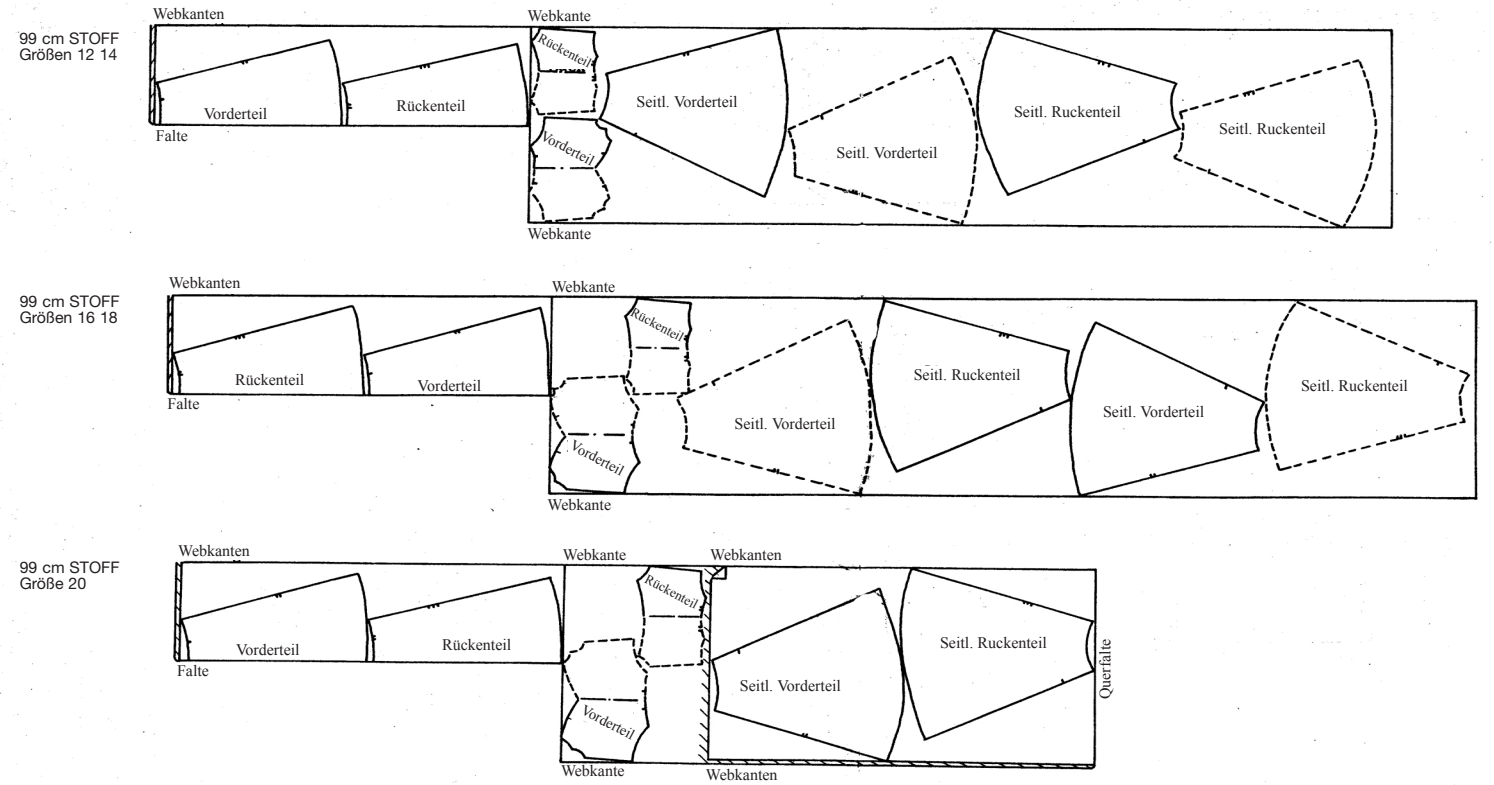 Webkanten
Webkante
99 cm STOFF
Größen 12 14
Vorderteil
Rückenteil
Rückenteil
Vorderteil
Seitl. Vorderteil
Seitl. Vorderteil
Seitl. Ruckenteil
Seitl. Ruckenteil
Falte
Webkante
Webkanten
Webkante
99 cm STOFF
Größen 16 18
Rückenteil
Vorderteil
Rückenteil
Vorderteil
Seitl. Vorderteil
Seitl. Ruckenteil
Seitl. Vorderteil
Seitl. Ruckenteil
Falte
Webkante
Webkanten
Webkante
Webkanten
99 cm STOFF
Größe 20
Vorderteil
Rückenteil
Rückenteil
Vorderteil
Seitl. Vorderteil
Seitl. Ruckenteil
Querfalte
Falte
Webkante
Webkanten